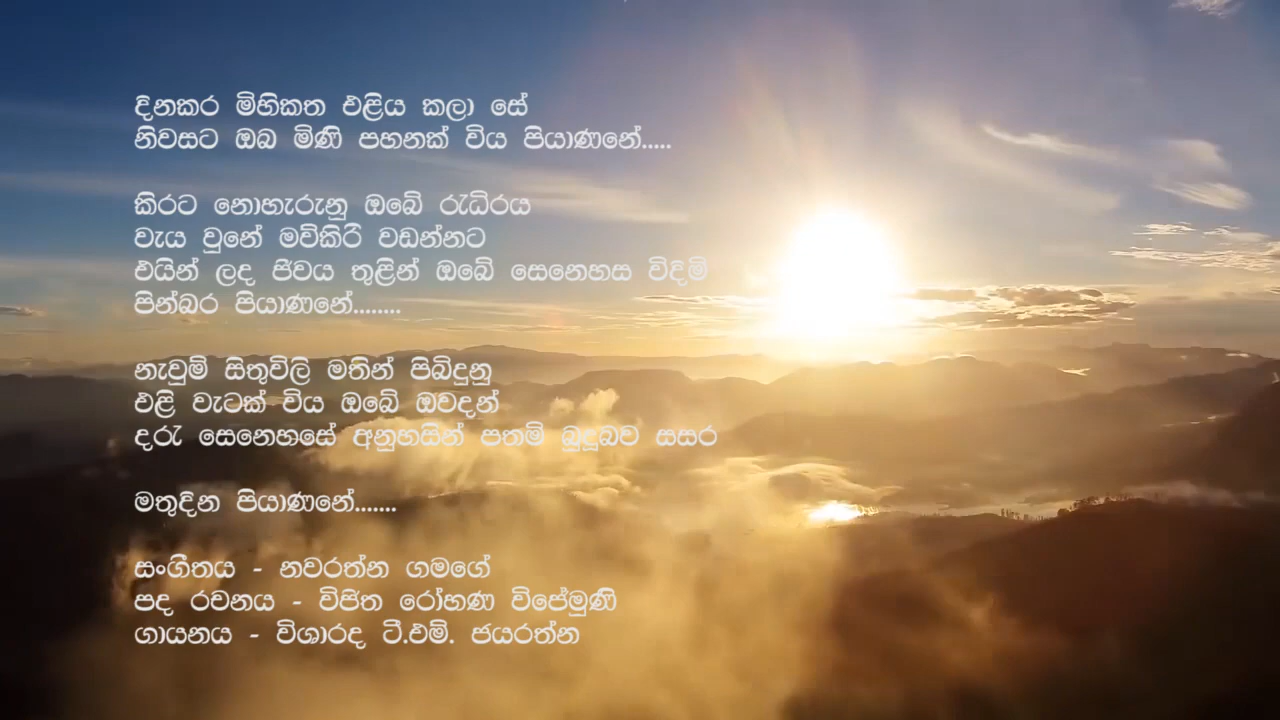 දිනකර මිහිකත එළිය කලා සේ
නිවසට ඔබ මිණි පහනක් විය පියාණනේ.....
කිරට නොහැරුනු ඔබේ රැධිරය
වැය වුනේ මව්කිරි වඩන්නට
එයින් ලද ජීවය තුළින් ඔබේ සෙනෙහස විඳිමි
පින්බර පියාණනේ........
නැවුම් සිතුවිලි මතින් පිබිදුනු
එළි වැටක් විය ඔබේ ඔවදන්
දරු සෙනෙහසේ අනුහසින් පතමි බුදුබව සසර
මතුදින පියාණනේ.......
සංගීතය - නවරත්න ගමගේ
පද රචනය - විජිත රෝහණ විජේමුණි
ගායනය - විශාරද ටී.එම්. ජයරත්න